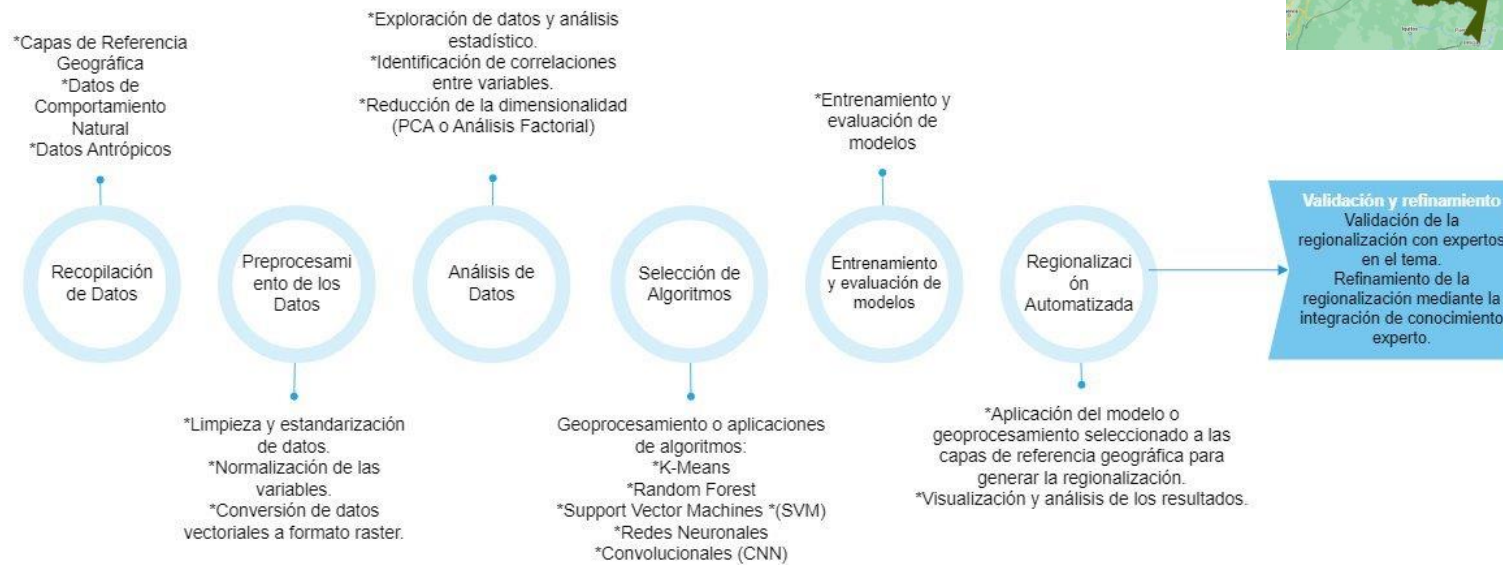 *Capas de Referencia
Geográfica
*Datos de
Comportamiento
Natural
*Datos Antrópicos
Recopilación
de Datos
Preprocesami
ento de los
Datos
*Limpieza y estandarización
de datos.
*Normalización de las
variables.
*Conversión de datos
vectoriales a formato raster.
*Exploración de datos y análisis
estadístico.
*Identificación de correlaciones
entre variables.
*Reducción de la dimensionalidad
(PCA o Análisis Factorial)
Análisis de
Datos
Selección de
Algoritmos
Geoprocesamiento o aplicaciones
de algoritmos:
*K-Means
*Random Forest
*Support Vector Machines *(SVM)
*Redes Neuronales
*Convolucionales (CNN)
*Entrenamiento y
evaluación de
modelos
Entrenamiento
y evaluación de
modelos
Regionalizaci
ón
Automatizada
*Aplicación del modelo o
geoprocesamiento seleccionado a las
capas de referencia geográfica para
generar la regionalización.
*Visualización y análisis de los resultados.
Validación y refinamiento
Validación de la
regionalización con expertos
en el tema.
Refinamiento de la
regionalización mediante la
integración de conocimiento
experto.